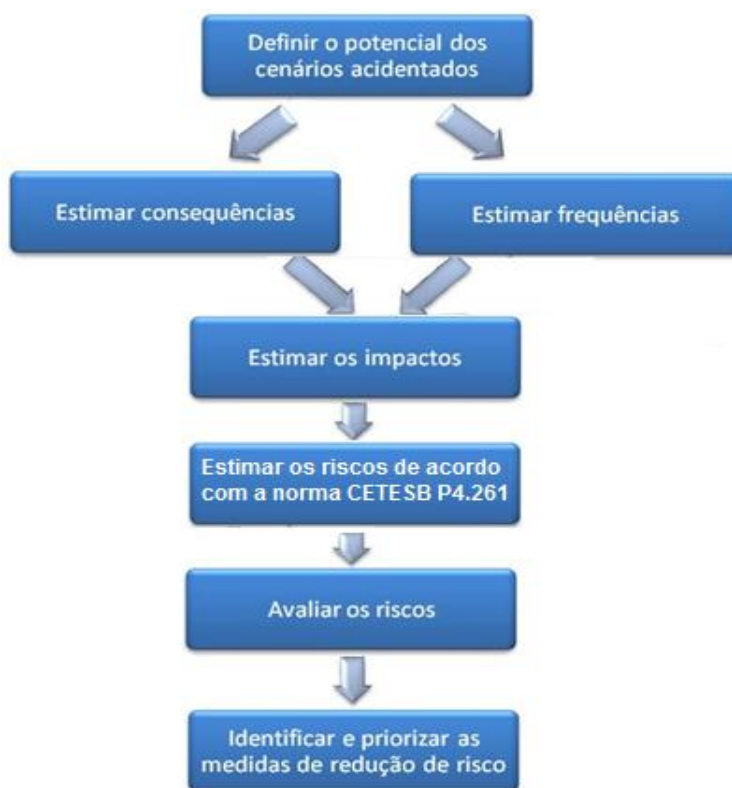 Definir o potencial dos
cenários acidentados
Estimar consequências
Estimar frequências
Estimar os impactos
Estimar os riscos de acordo
com a norma CETESB P4.261
Avaliar os riscos
Identificar e priorizar as
medidas de redução de risco